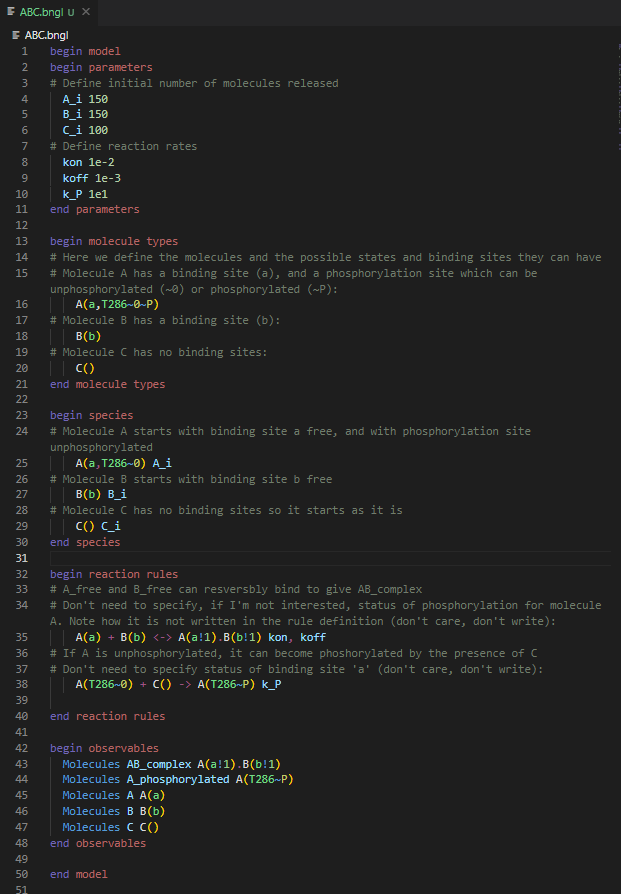 ABC.bngl U ×
ABC.bngl
1 begin model
2 begin parameters
3 # Define initial number of molecules released
4 A_i 150
5 B_i 150
6 C_i 100
7 # Define reaction rates
8 kon 1e-2
9 koff 1e-3
10 k_P 1e1
11 end parameters
12
13 begin molecule types
14 # Here we define the molecules and the possible states and binding sites they can have
15 # Molecule A has a binding site (a), and a phosphorylation site which can be
unphosphorylated (~0) or phosphorylated (~P):
16 A(a,T286~0~P)
17 # Molecule B has a binding site (b):
18 B(b)
19 # Molecule C has no binding sites:
20 C()
21 end molecule types
22
23 begin species
24 # Molecule A starts with binding site a free, and with phosphorylation site
unphosphorylated
25 A(a,T286~0) A_i
26 # Molecule B starts with binding site b free
27 B(b) B_i
28 # Molecule C has no binding sites so it starts as it is
29 C() C_i
30 end species
31
32 begin reaction rules
33 # A_free and B_free can resversbly bind to give AB_complex
34 # Don't need to specify, if I'm not interested, status of phosphorylation for molecule
A. Note how it is not written in the rule definition (don't care, don't write):
35 A(a) + B(b) <-> A(a!1).B(b!1) kon, koff
36 # If A is unphosphorylated, it can become phoshorylated by the presence of C
37 # Don't need to specify status of binding site 'a' (don't care, don't write):
38 A(T286~0) + C() -> A(T286~P) k_P
39
40 end reaction rules
41
42 begin observables
43 Molecules AB_complex A(a!1).B(b!1)
44 Molecules A_phosphorylated A(T286~P)
45 Molecules A A(a)
46 Molecules B B(b)
47 Molecules C C()
48 end observables
49
50 end model
51